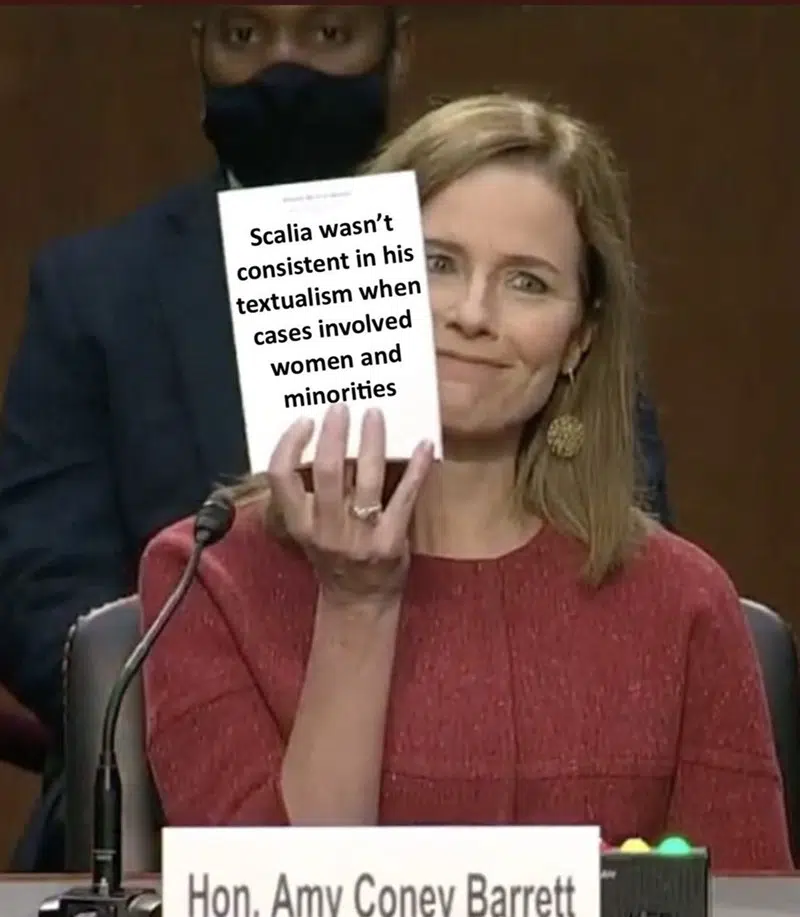 Scalia wasn’t
consistent in his
textualism when
cases involved
women and
minorities
Hon. Amy Coney Barrett